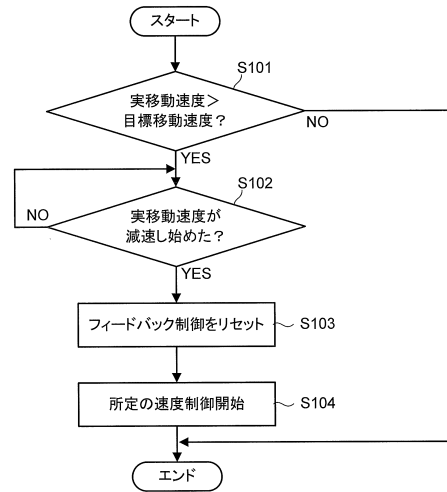 スタート
S101
実移動速度＞
目標移動速度？
NO
YES
S102
実移動速度が
減速し始めた？
NO
YES
フィードバック制御をリセット
S103
所定の速度制御開始
S104
エンド